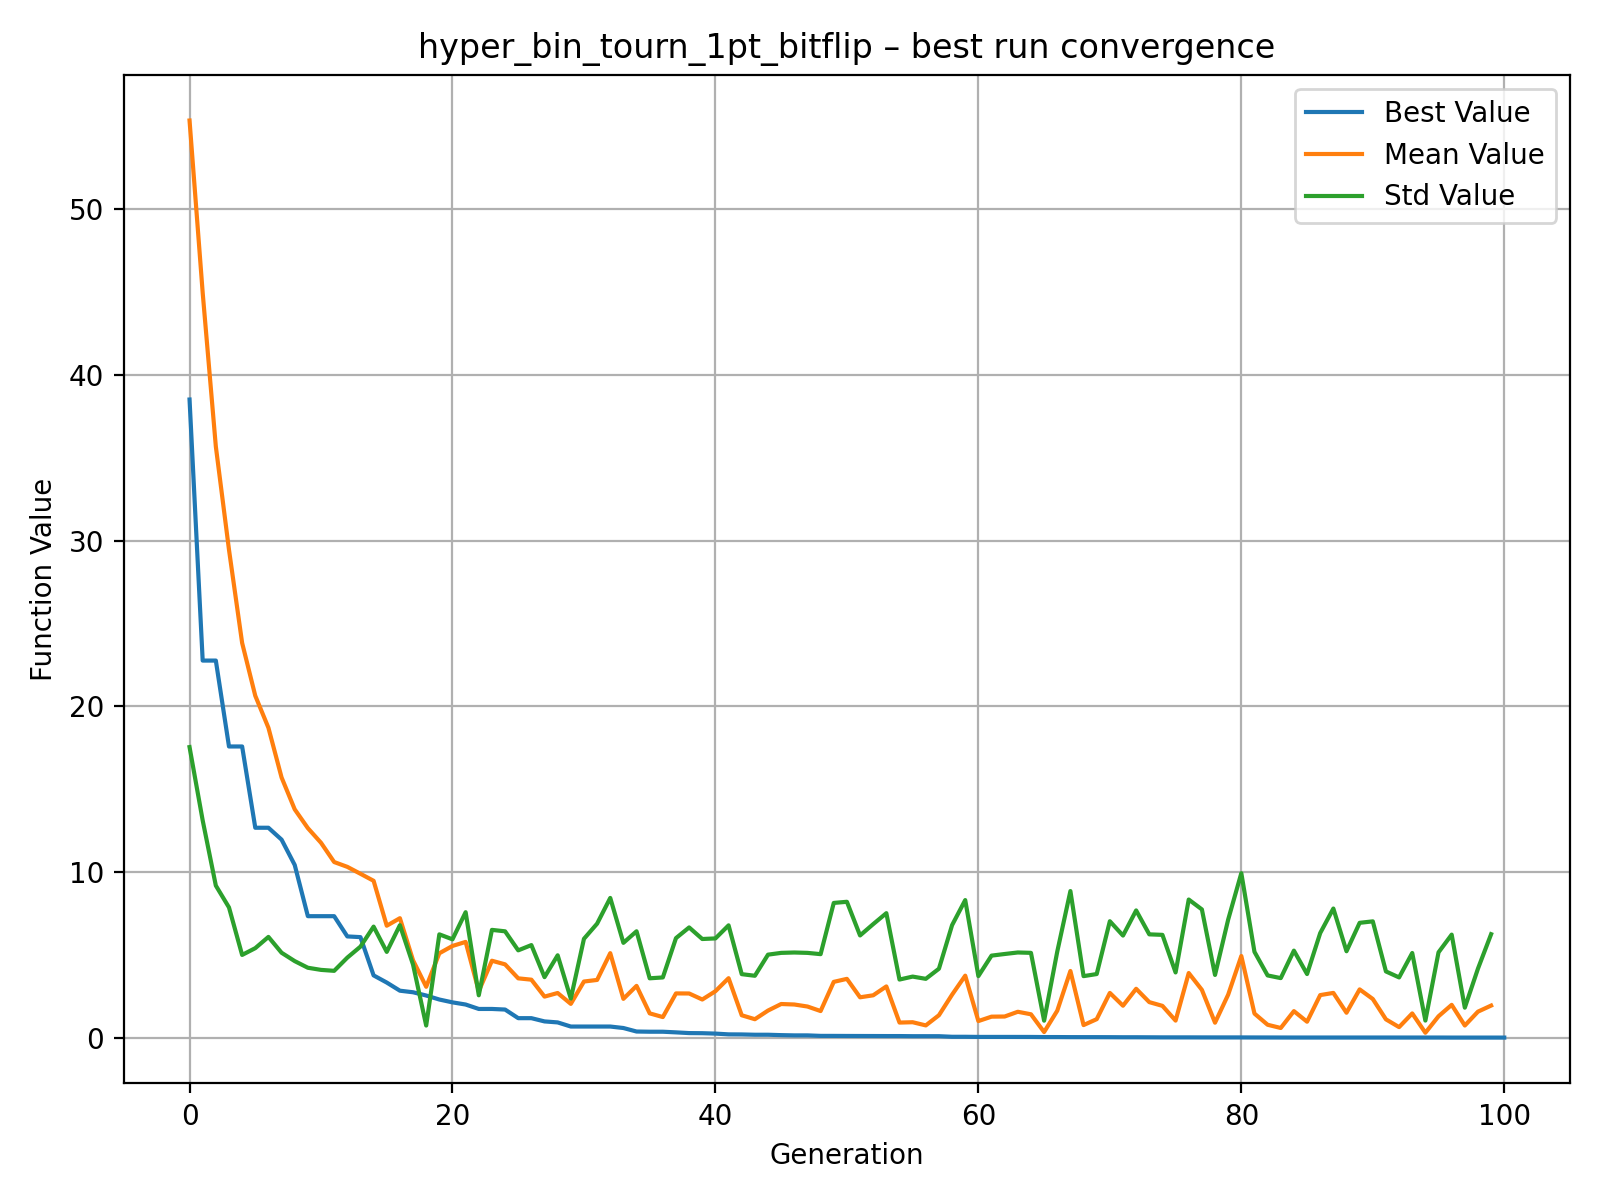 hyper_bin_tourn_1pt_bitflip – best run convergence
Best Value
Mean Value
Std Value
Function Value
50
40
30
20
10
0
0 20 40 60 80 100
Generation